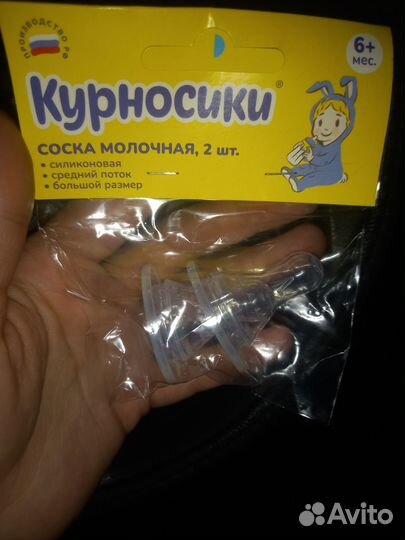 ПРОИЗВОДСТВО РФ
6+
мес.
Курносики®
СОСКА МОЛОЧНАЯ, 2 шт.
• силиконовая
• средний поток
• большой размер
Avito